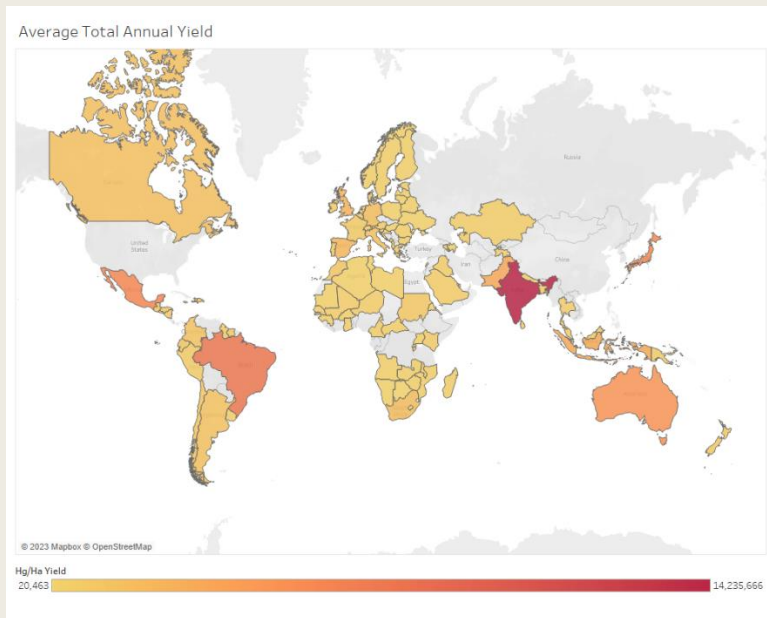 Average Total Annual Yield
Russia
United
States
China
Turkey
Iran
Egypt
© 2023 Mapbox © OpenStreetMap
Hg/Ha Yield
20,463
14,235,666